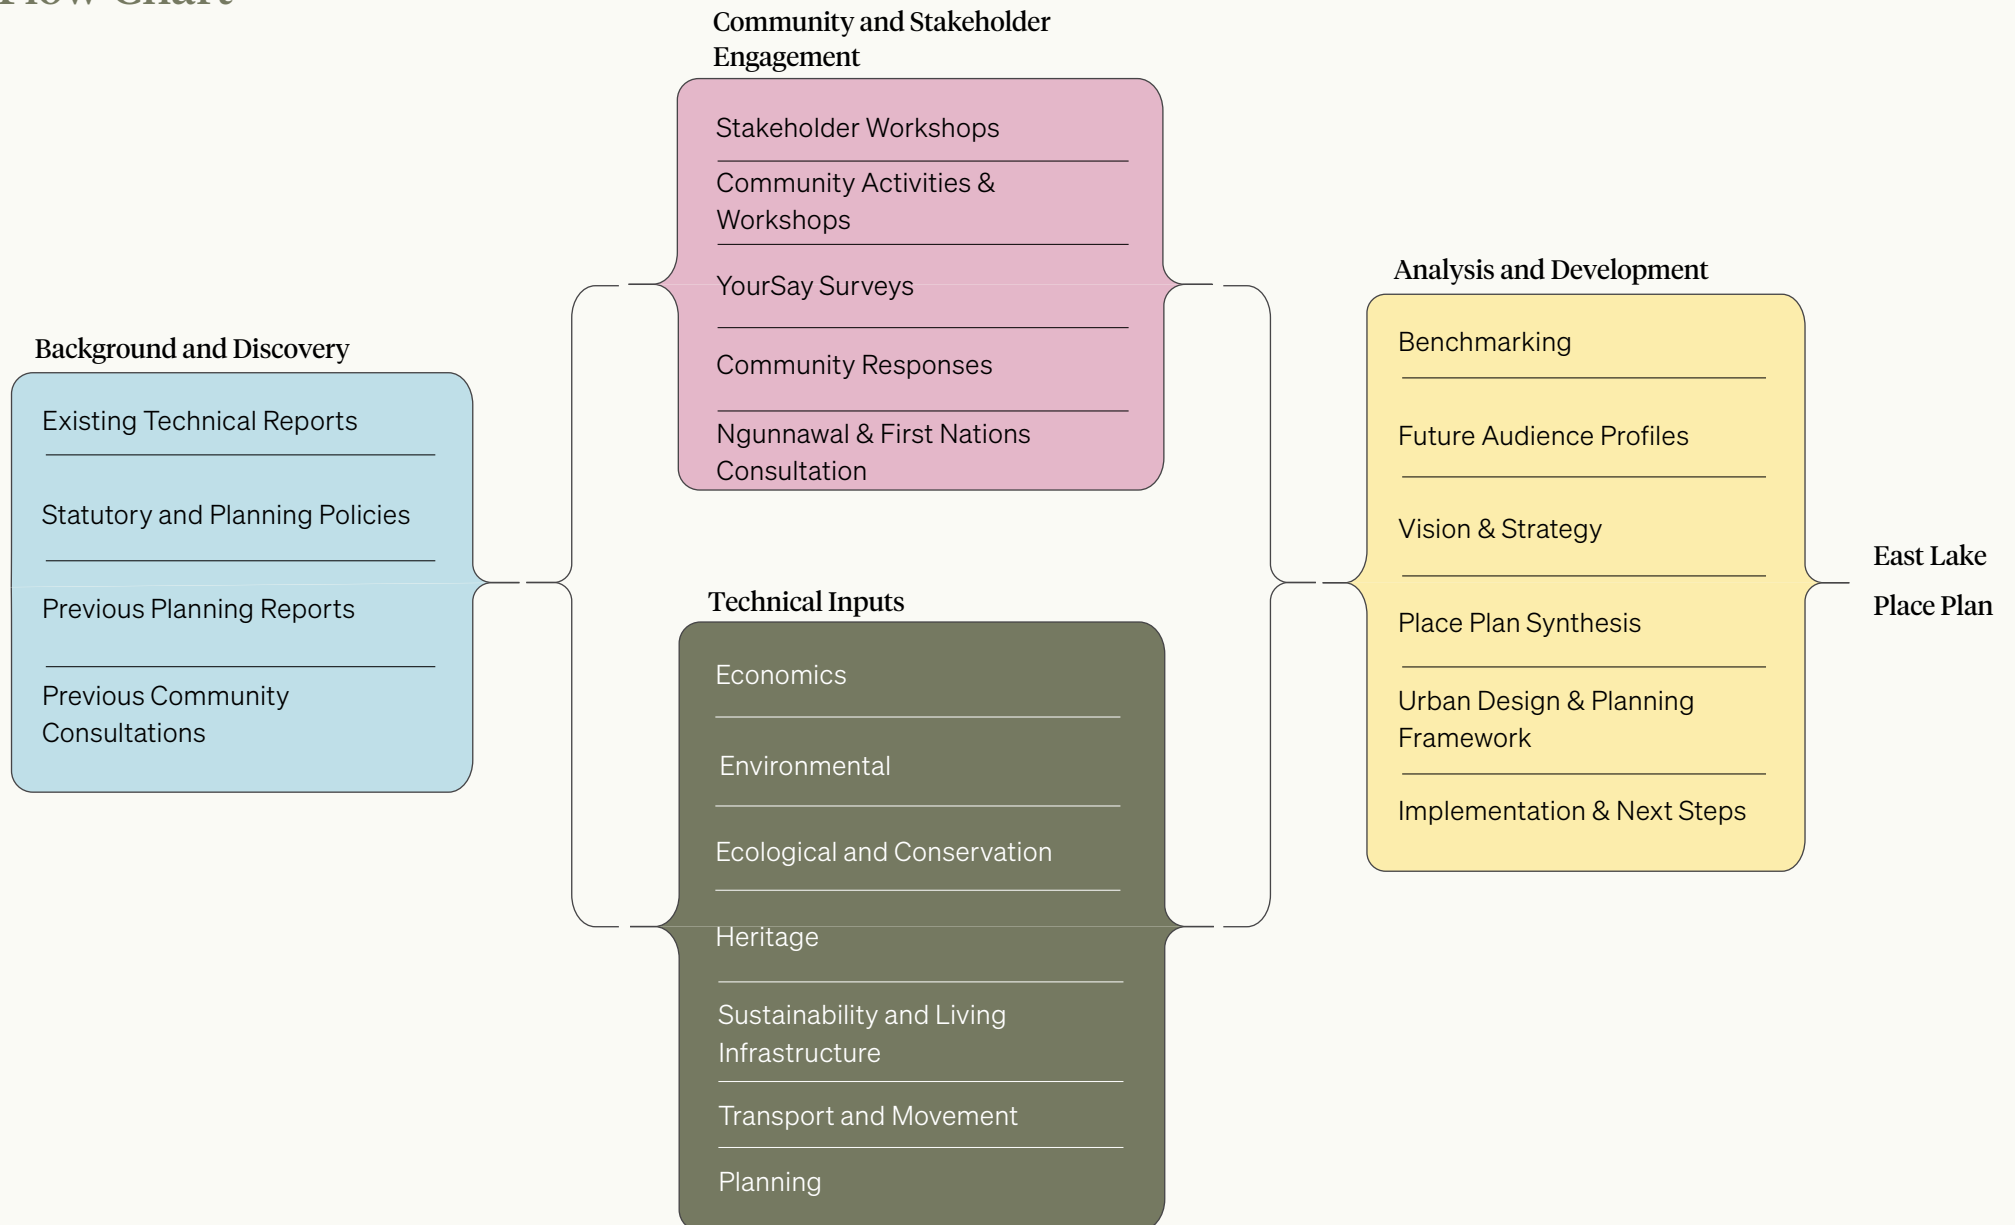 Flow Chart
Community and Stakeholder
Engagement
Stakeholder Workshops
Community Activities &
Workshops
YourSay Surveys
Community Responses
Ngunnawal & First Nations
Consultation
Background and Discovery
Existing Technical Reports
Statutory and Planning Policies
Previous Planning Reports
Previous Community
Consultations
Technical Inputs
Economics
Environmental
Ecological and Conservation
Heritage
Sustainability and Living
Infrastructure
Transport and Movement
Planning
Analysis and Development
Benchmarking
Future Audience Profiles
Vision & Strategy
Place Plan Synthesis
Urban Design & Planning
Framework
Implementation & Next Steps
East Lake
Place Plan